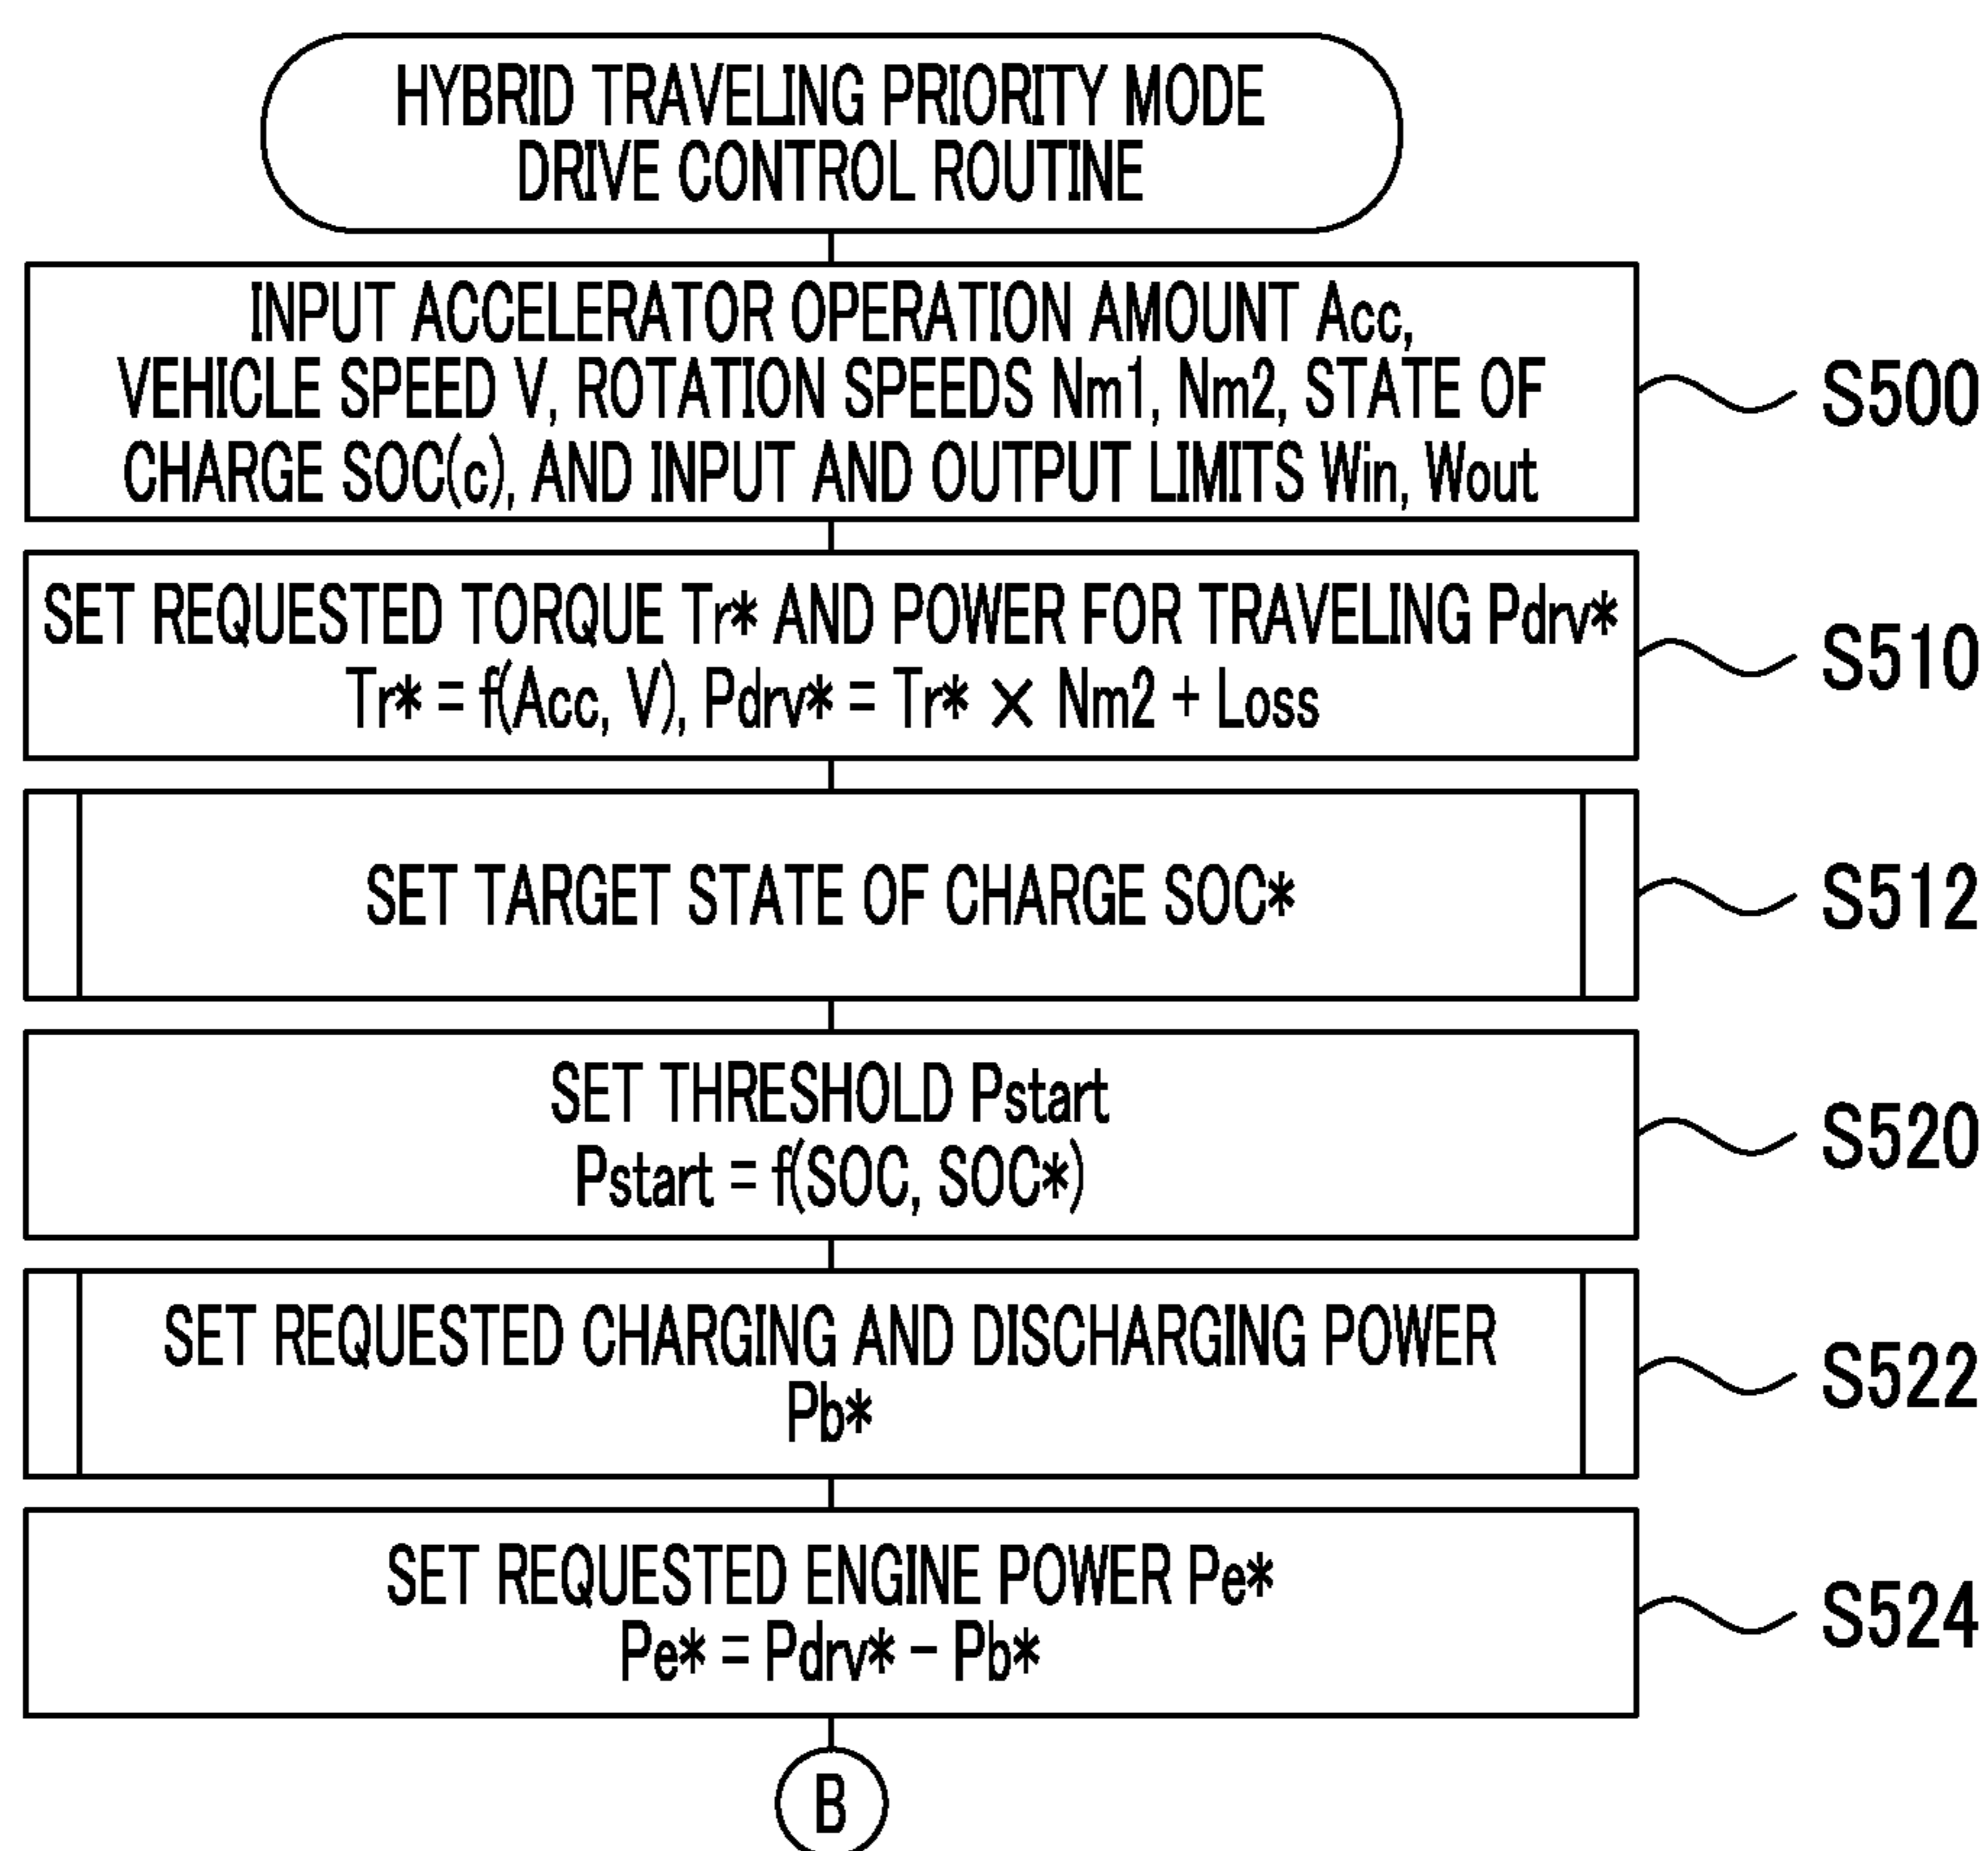 HYBRID TRAVELING PRIORITY MODE
DRIVE CONTROL ROUTINE
INPUT ACCELERATOR OPERATION AMOUNT Acc,
VEHICLE SPEED V, ROTATION SPEEDS Nm1, Nm2, STATE OF
CHARGE SOC(c), AND INPUT AND OUTPUT LIMITS Win, Wout
S500
SET REQUESTED TORQUE Tr* AND POWER FOR TRAVELING Pdrv*
Tr* = f(Acc, V), Pdrv* = Tr* × Nm2 + Loss
S510
SET TARGET STATE OF CHARGE SOC*
S512
SET THRESHOLD Pstart
Pstart = f(SOC, SOC*)
S520
SET REQUESTED CHARGING AND DISCHARGING POWER
Pb*
S522
SET REQUESTED ENGINE POWER Pe*
Pe* = Pdrv* - Pb*
S524
B